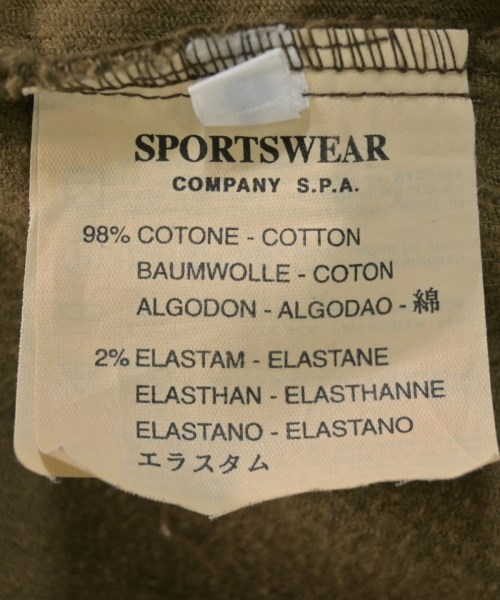 SPORTSWEAR
COMPANY S.P.A.
98% COTONE - COTTON
BAUMWOLLE - COTON
ALGODON - ALGODAO - 綿
2% ELASTAM - ELASTANE
ELASTHAN - ELASTHANNE
ELASTANO - ELASTANO
エラスタム